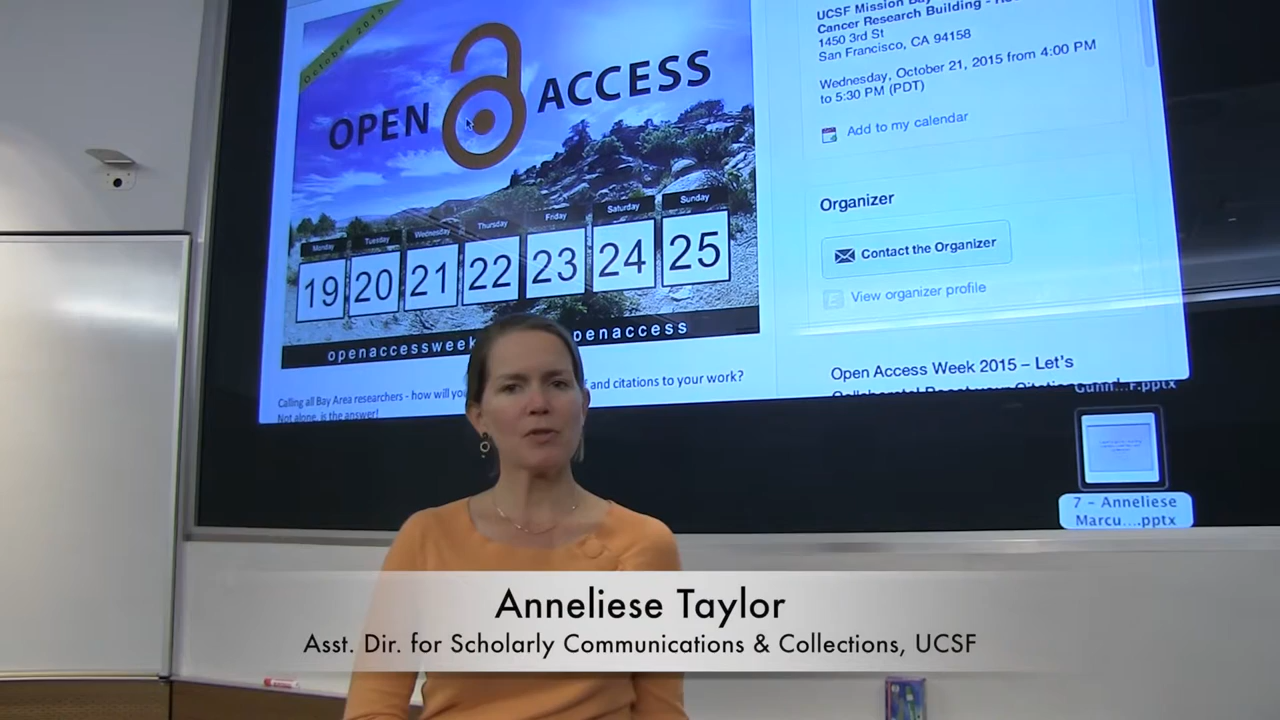 October 2015
OPEN ACCESS
Monday Tuesday Wednesday Thursday Friday Saturday Sunday
19 20 21 22 23 24 25
openaccessweek
penaccess
Calling all Bay Area researchers - how will you
and citations to your work?
Not alone, is the answer!
UCSF Mission
Cancer Research Building -
1450 3rd St
San Francisco, CA 94158
Wednesday, October 21, 2015 from 4:00 PM
to 5:30 PM (PDT)
Add to my calendar
Organizer
Contact the Organizer
E View organizer profile
Open Access Week 2015 – Let's
7 - Anneliese
Marcu....pptx
Anneliese Taylor
Asst. Dir. for Scholarly Communications & Collections, UCSF